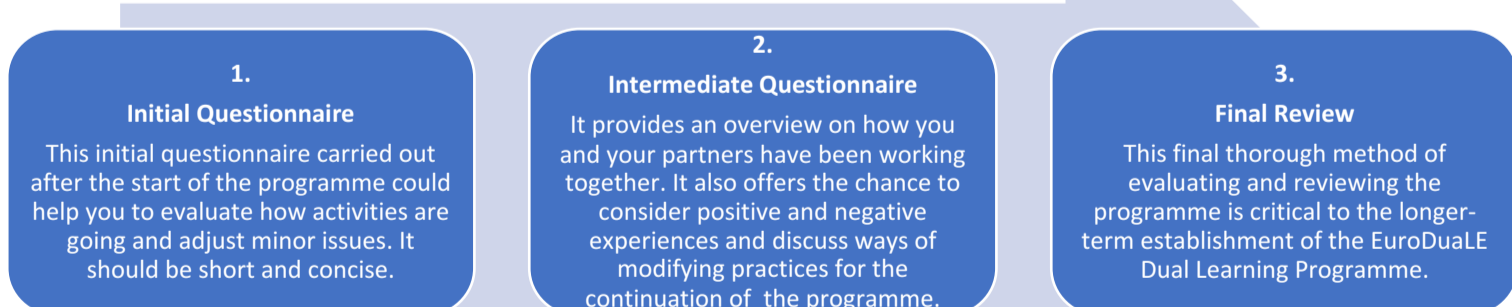 1.
Initial Questionnaire
This initial questionnaire carried out
after the start of the programme could
help you to evaluate how activities are
going and adjust minor issues. It
should be short and concise.
2.
Intermediate Questionnaire
It provides an overview on how you
and your partners have been working
together. It also offers the chance to
consider positive and negative
experiences and discuss ways of
modifying practices for the
continuation of the programme.
3.
Final Review
This final thorough method of
evaluating and reviewing the
programme is critical to the longer-
term establishment of the EuroDuaLE
Dual Learning Programme.